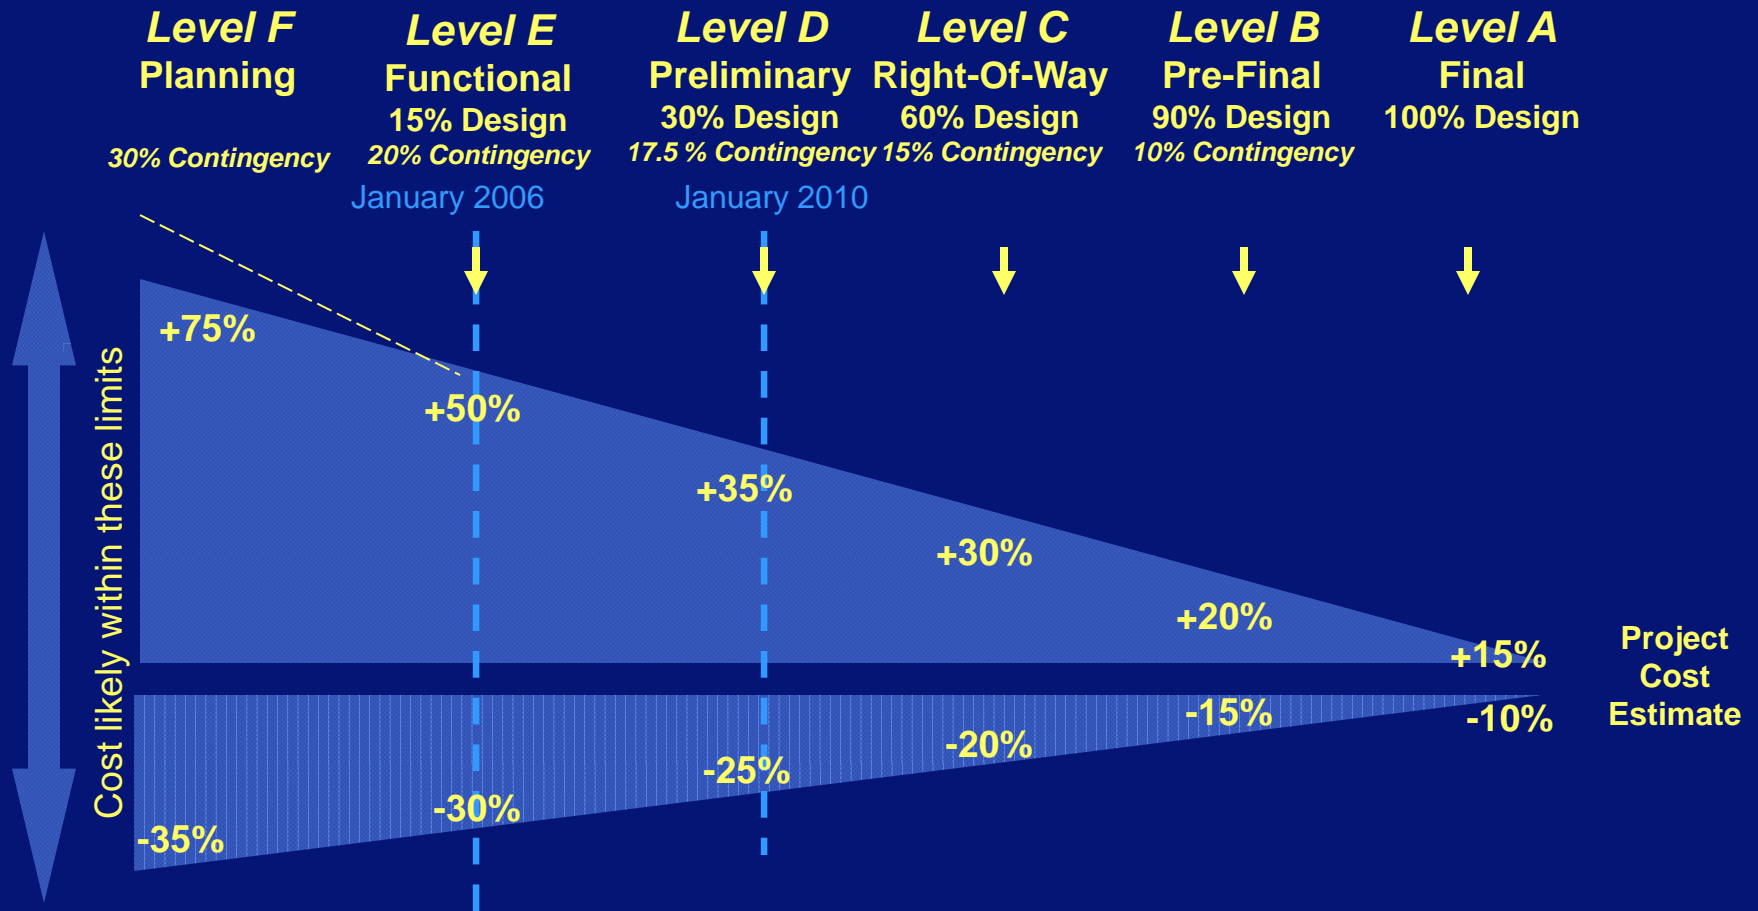 Level F
Planning
30% Contingency
Level E
Functional
15% Design
20% Contingency
January 2006
Level D
Preliminary
30% Design
17.5 % Contingency
January 2010
Level C
Right-Of-Way
60% Design
15% Contingency
Level B
Pre-Final
90% Design
10% Contingency
Level A
Final
100% Design
Cost likely within these limits
+75%
+50%
+35%
+30%
+20%
+15%
-35%
-30%
-25%
-20%
-15%
-10%
Project
Cost
Estimate